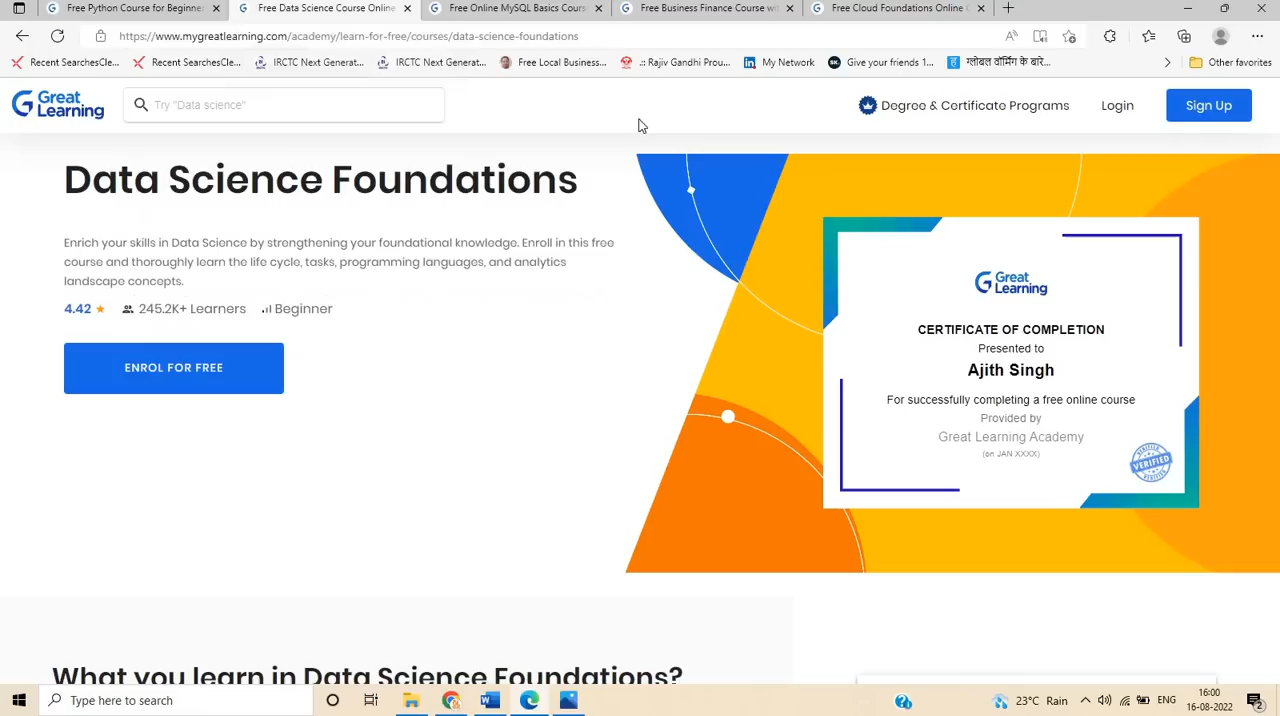 Free Python Course for Beginner
Free Data Science Course Online
Free Online MySQL Basics Cours
Free Business Finance Course wi
Free Cloud Foundations Online C
https://www.mygreatlearning.com/academy/learn-for-free/courses/data-science-foundations
Recent SearchesCle...
Recent SearchesCle...
IRCTC Next Generat...
IRCTC Next Generat...
Free Local Business...
.:: Rajiv Gandhi Prou...
My Network
Give your friends 1...
ग्लोबल वॉर्मिंग के बारे...
Other favorites
Great Learning
Try "Data science"
Degree & Certificate Programs
Login
Sign Up
Data Science Foundations
Enrich your skills in Data Science by strengthening your foundational knowledge. Enroll in this free
course and thoroughly learn the life cycle, tasks, programming languages, and analytics
landscape concepts.
4.42 ★ 245.2K+ Learners Beginner
ENROL FOR FREE
Great
Learning
CERTIFICATE OF COMPLETION
Presented to
Ajith Singh
For successfully completing a free online course
Provided by
Great Learning Academy
(on JAN XXXX)
VERIFIED
What you learn in Data Science Foundations?
Type here to search
23°C Rain
ENG
16:00
16-08-2022